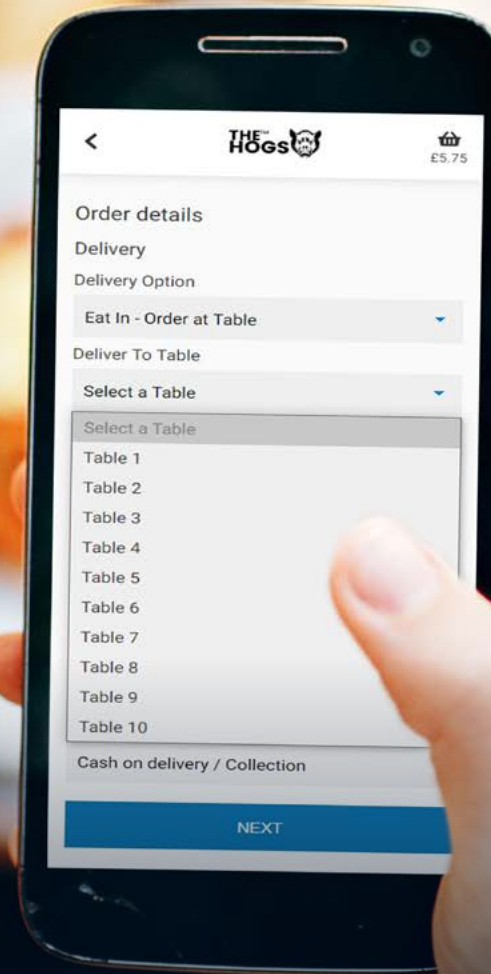 <
THE™
HOGS
£5.75
Order details
Delivery
Delivery Option
Eat In - Order at Table
Deliver To Table
Select a Table
Select a Table
Table 1
Table 2
Table 3
Table 4
Table 5
Table 6
Table 7
Table 8
Table 9
Table 10
Cash on delivery / Collection
NEXT